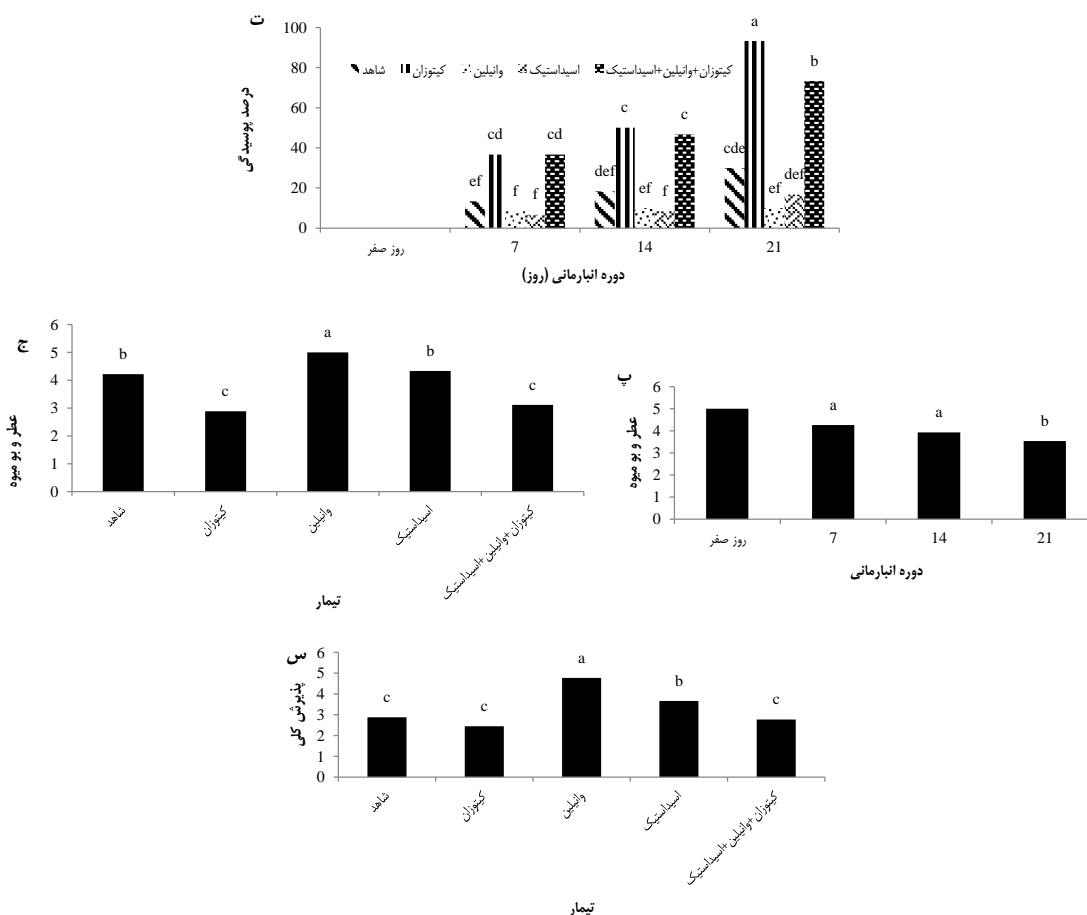 ت
a
100
شاهد کیتوزان وانیلین اسیداستیک کیتوزان+وانیلین+اسیداستیک
b
80
درصد پوسیدگی
60
c c
cd cd
40
cde
def def
20
ef f f ef f ef
0
روز صفر 7 14 21
دوره انبارمانی (روز)
ج
6
a
5
b b
4
c c
3
2
1
0
عطر و بو میوه
شاهد
کیتوزان
وانیلین
اسیداستیک
کیتوزان+وانیلین+اسیداستیک
تیمار
پ
6
5
a a
4
b
3
2
1
0
عطر و بو میوه
روز صفر 7 14 21
دوره انبارمانی
س
6
a
5
b
4
c c c
3
2
1
0
پذیرش کلی
شاهد
کیتوزان
وانیلین
اسیداستیک
کیتوزان+وانیلین+اسیداستیک
تیمار